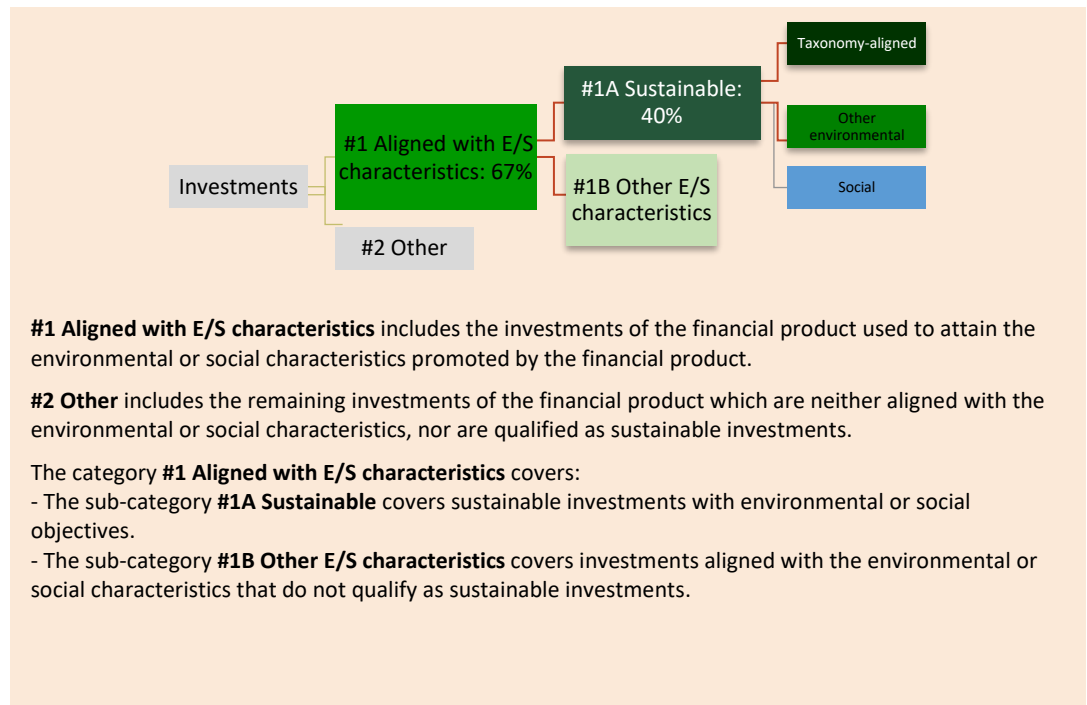 Taxonomy-aligned
#1A Sustainable:
40%
Other
environmental
#1 Aligned with E/S
characteristics: 67%
Investments
#1B Other E/S
characteristics
Social
#2 Other
#1 Aligned with E/S characteristics includes the investments of the financial product used to attain the
environmental or social characteristics promoted by the financial product.
#2 Other includes the remaining investments of the financial product which are neither aligned with the
environmental or social characteristics, nor are qualified as sustainable investments.
The category #1 Aligned with E/S characteristics covers:
- The sub-category #1A Sustainable covers sustainable investments with environmental or social
objectives.
- The sub-category #1B Other E/S characteristics covers investments aligned with the environmental or
social characteristics that do not qualify as sustainable investments.